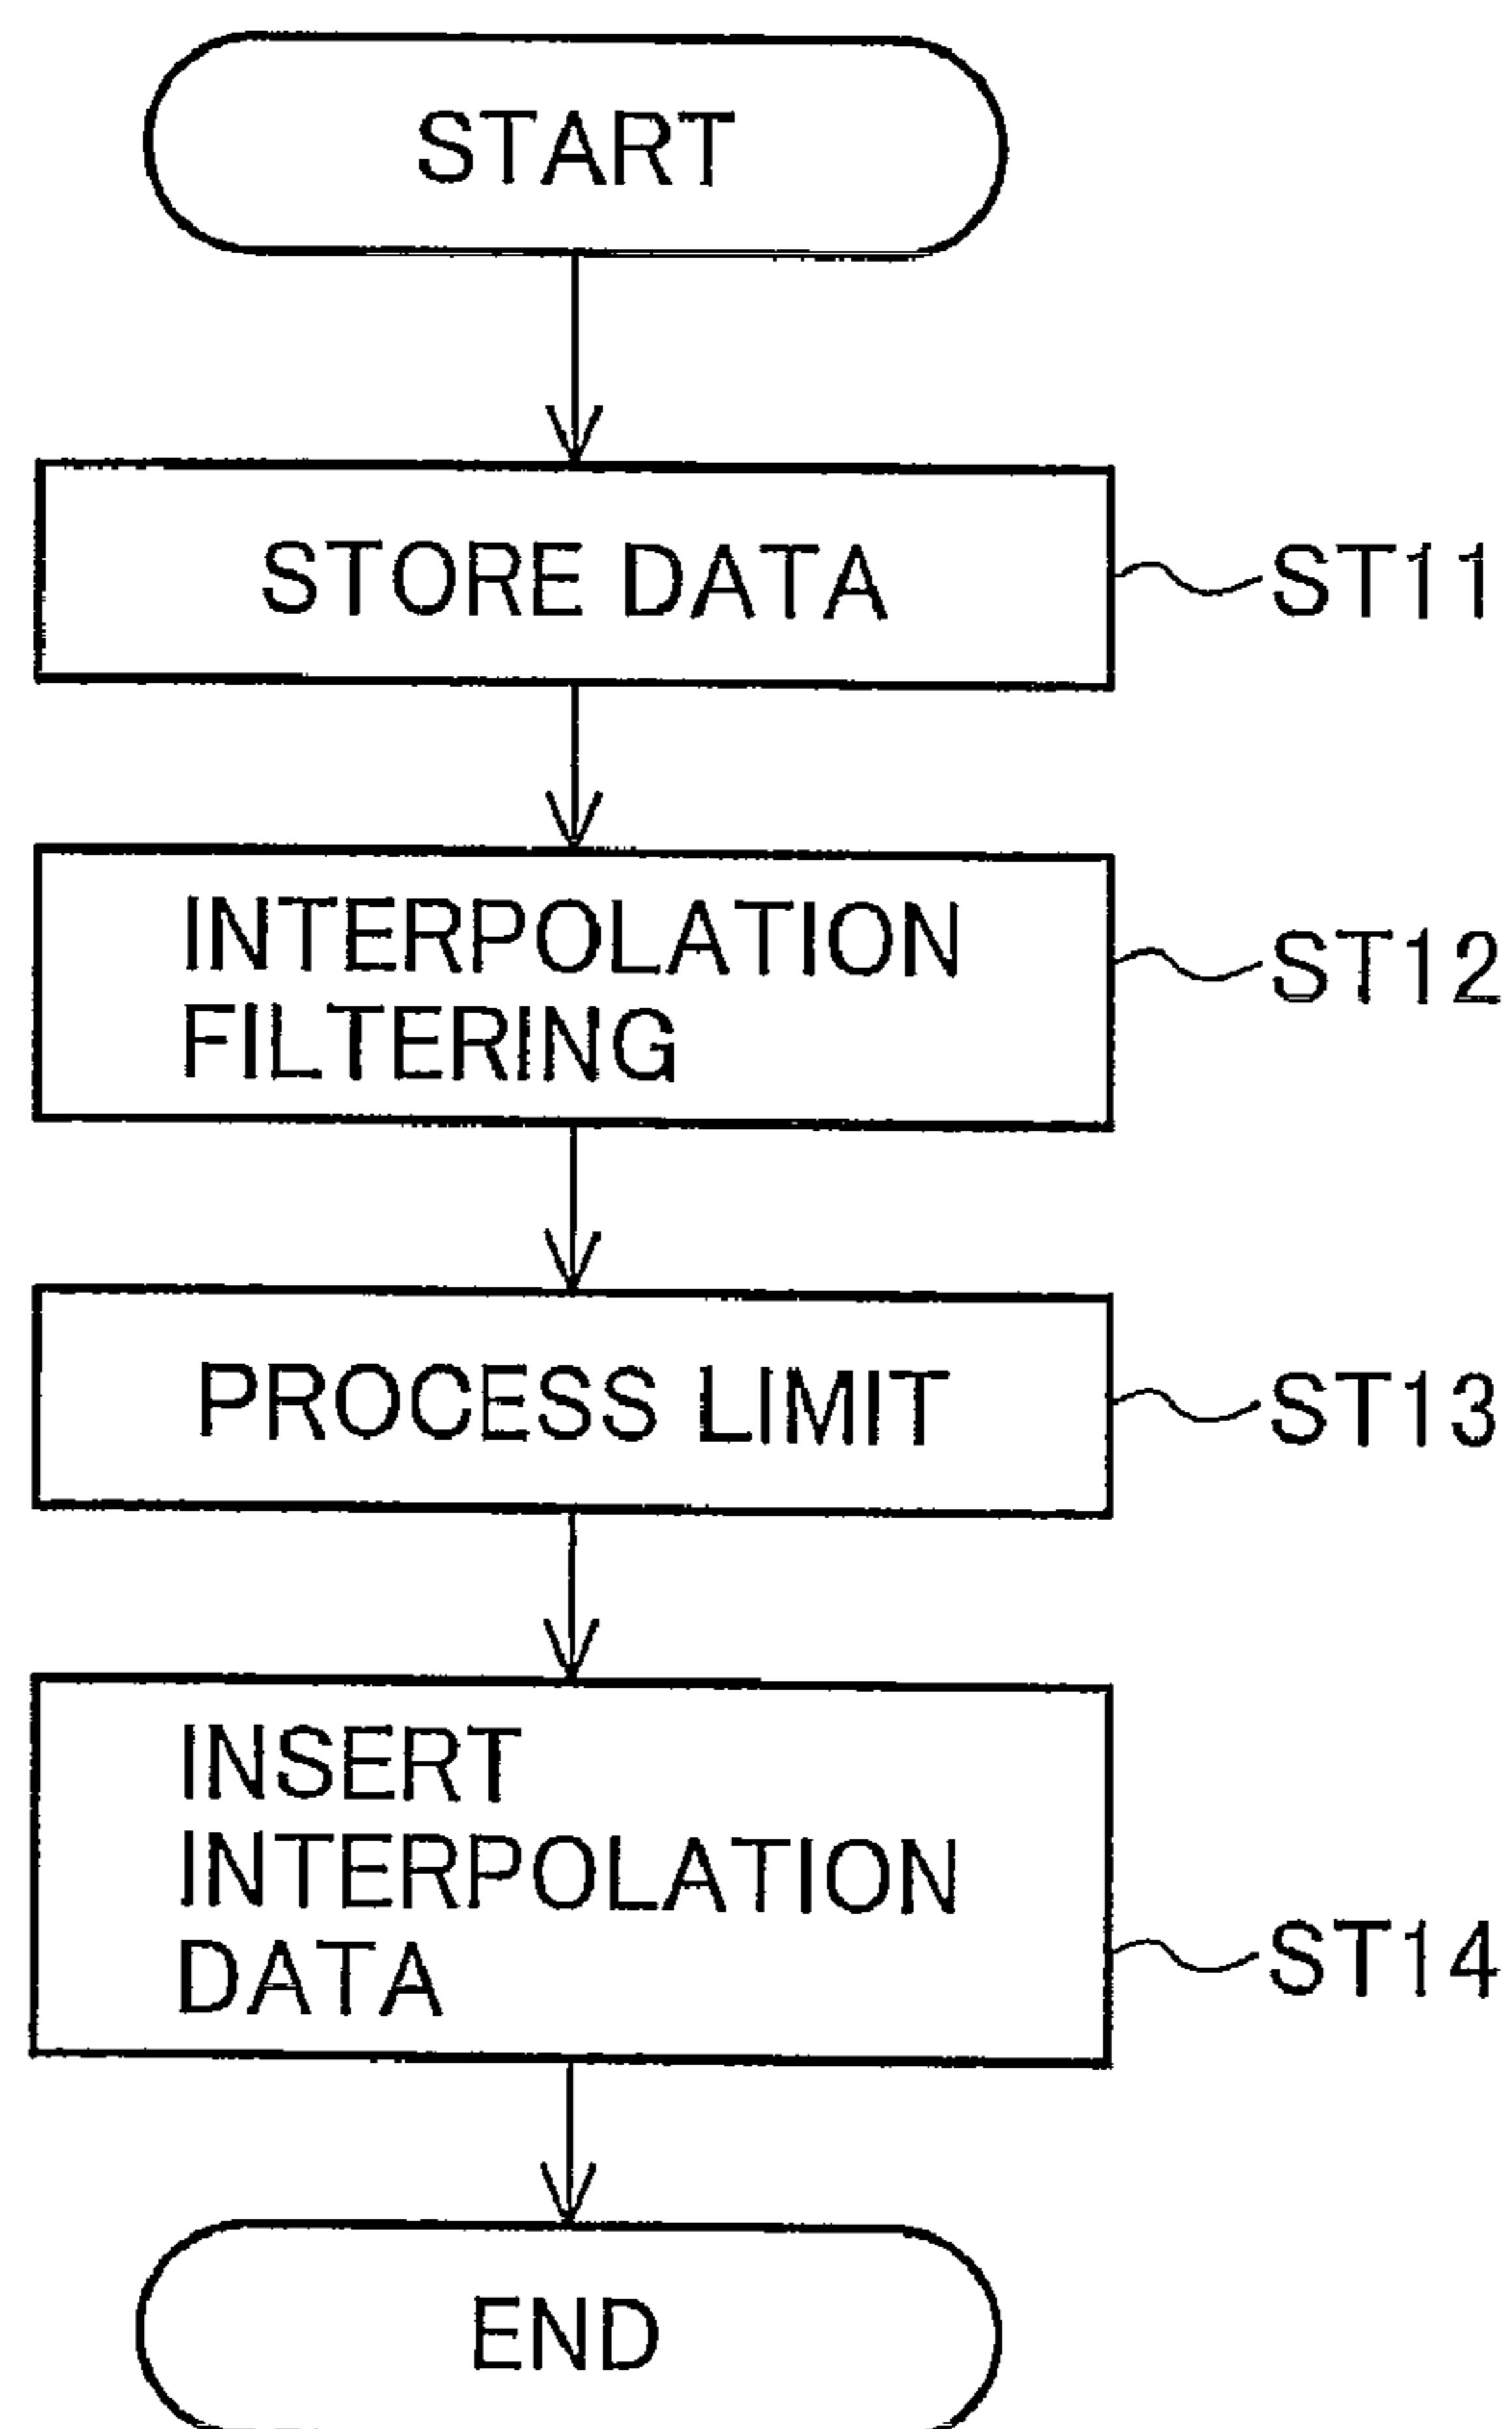 START
STORE DATA
ST11
INTERPOLATION
FILTERING
ST12
PROCESS LIMIT
ST13
INSERT
INTERPOLATION
DATA
ST14
END